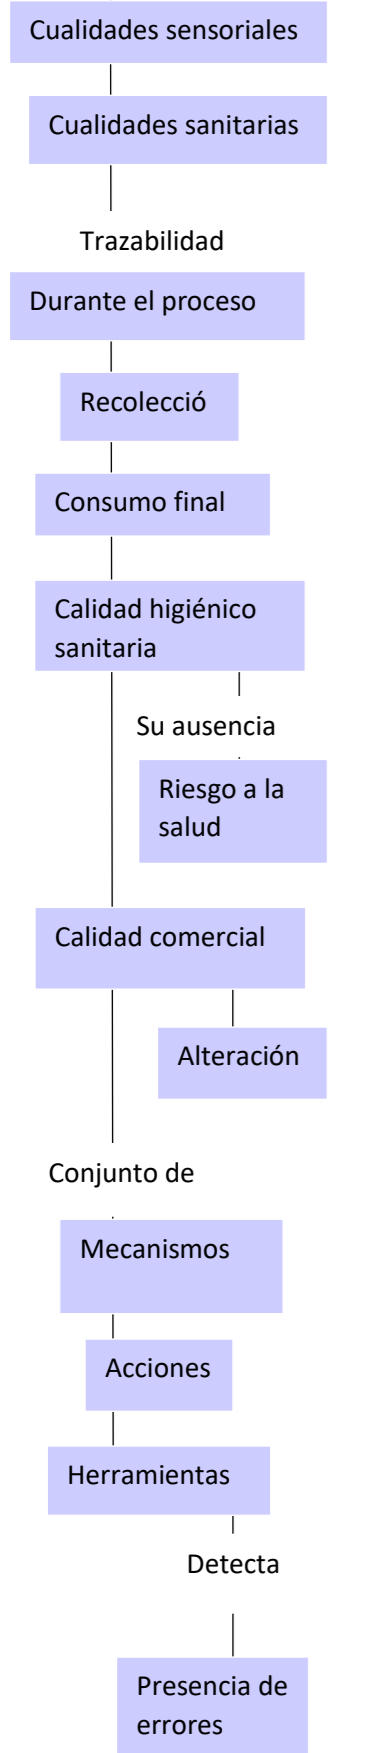 Cualidades sensoriales
Cualidades sanitarias
Trazabilidad
Durante el proceso
Recolecció
Consumo final
Calidad higiénico
sanitaria
Su ausencia
Riesgo a la
salud
Calidad comercial
Alteración
Conjunto de
Mecanismos
Acciones
Herramientas
Detecta
Presencia de
errores